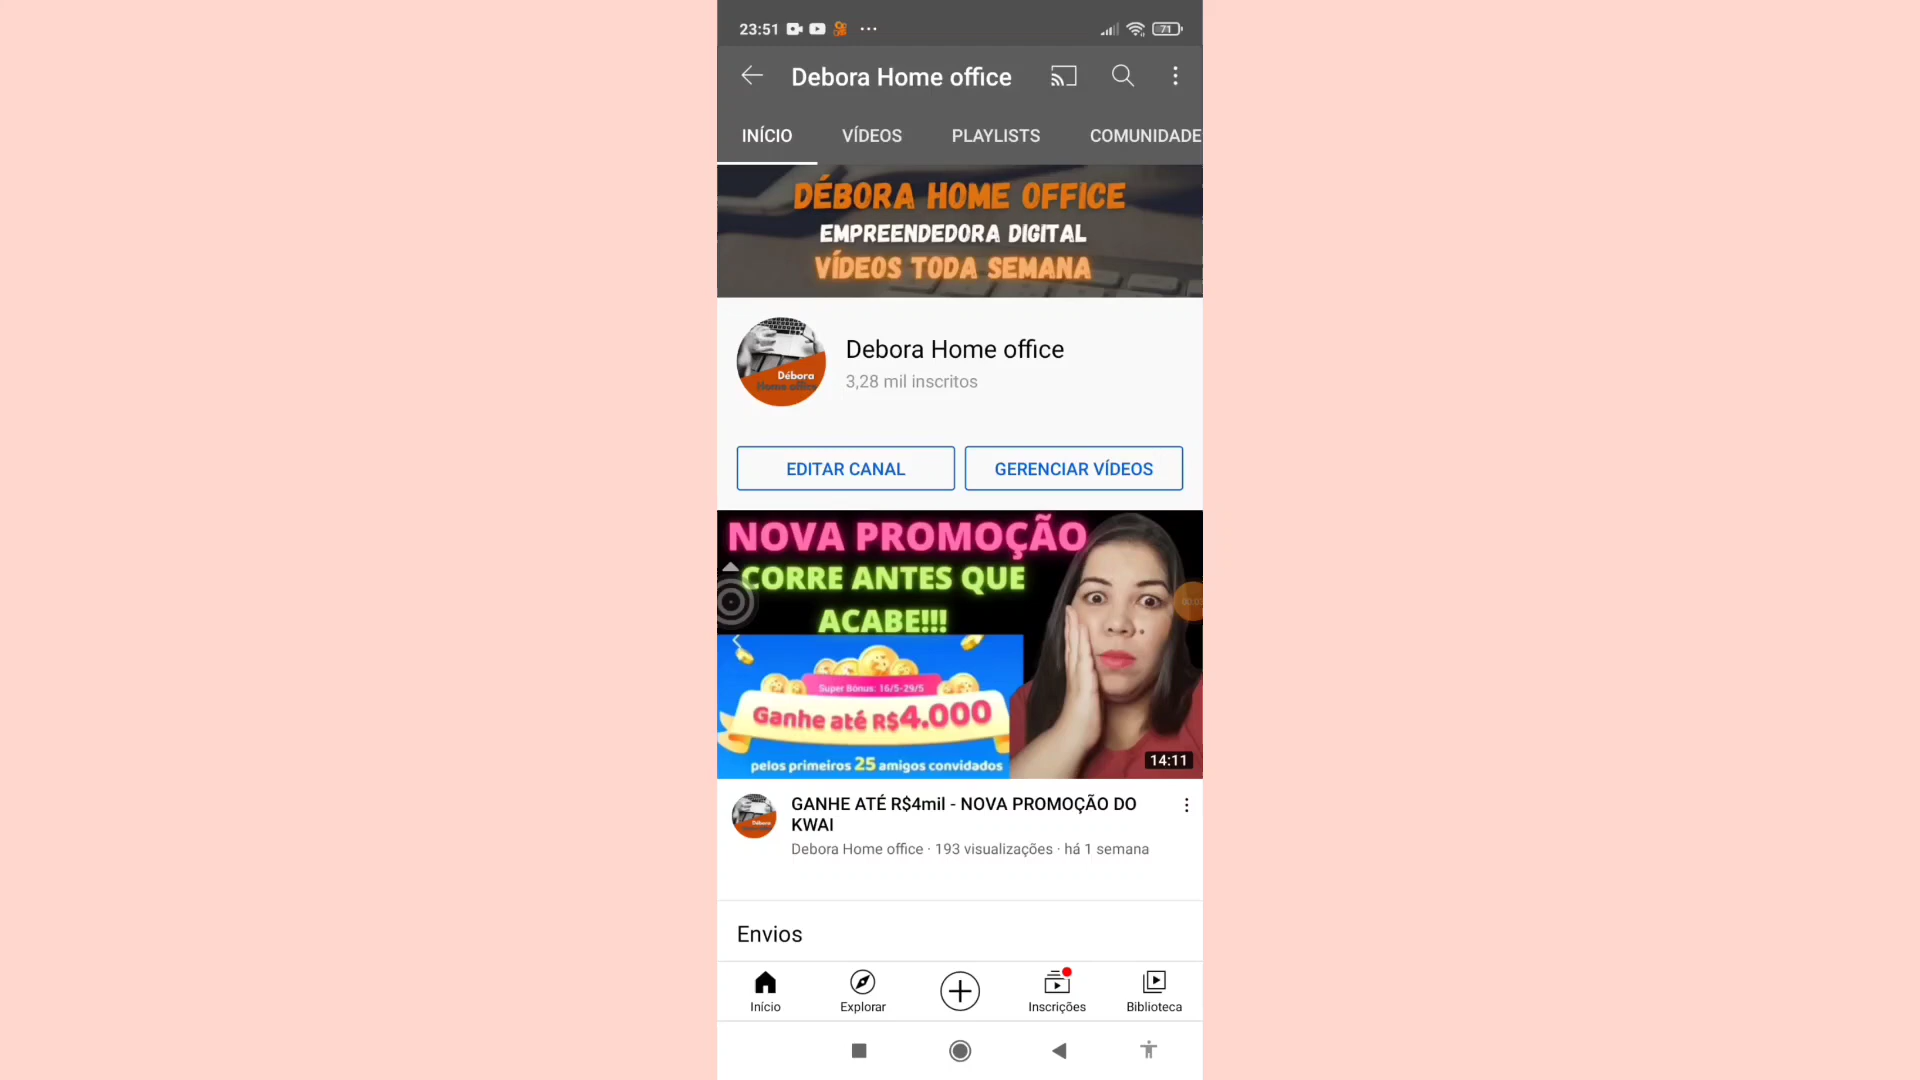 23:51
71
Debora Home office
INÍCIO
VÍDEOS
PLAYLISTS
COMUNIDADE
DÉBORA HOME OFFICE
EMPREENDEDORA DIGITAL
VÍDEOS TODA SEMANA
Débora
Home office
Debora Home office
3,28 mil inscritos
EDITAR CANAL
GERENCIAR VÍDEOS
NOVA PROMOÇÃO
CORRE ANTES QUE
ACABE!!!
Super Bônus: 16/5-29/5
Ganhe até R$4.000
pelos primeiros 25 amigos convidados
14:11
GANHE ATÉ R$4mil - NOVA PROMOÇÃO DO
KWAI
Debora Home office · 193 visualizações · há 1 semana
Envios
Início
Explorar
Inscrições
Biblioteca